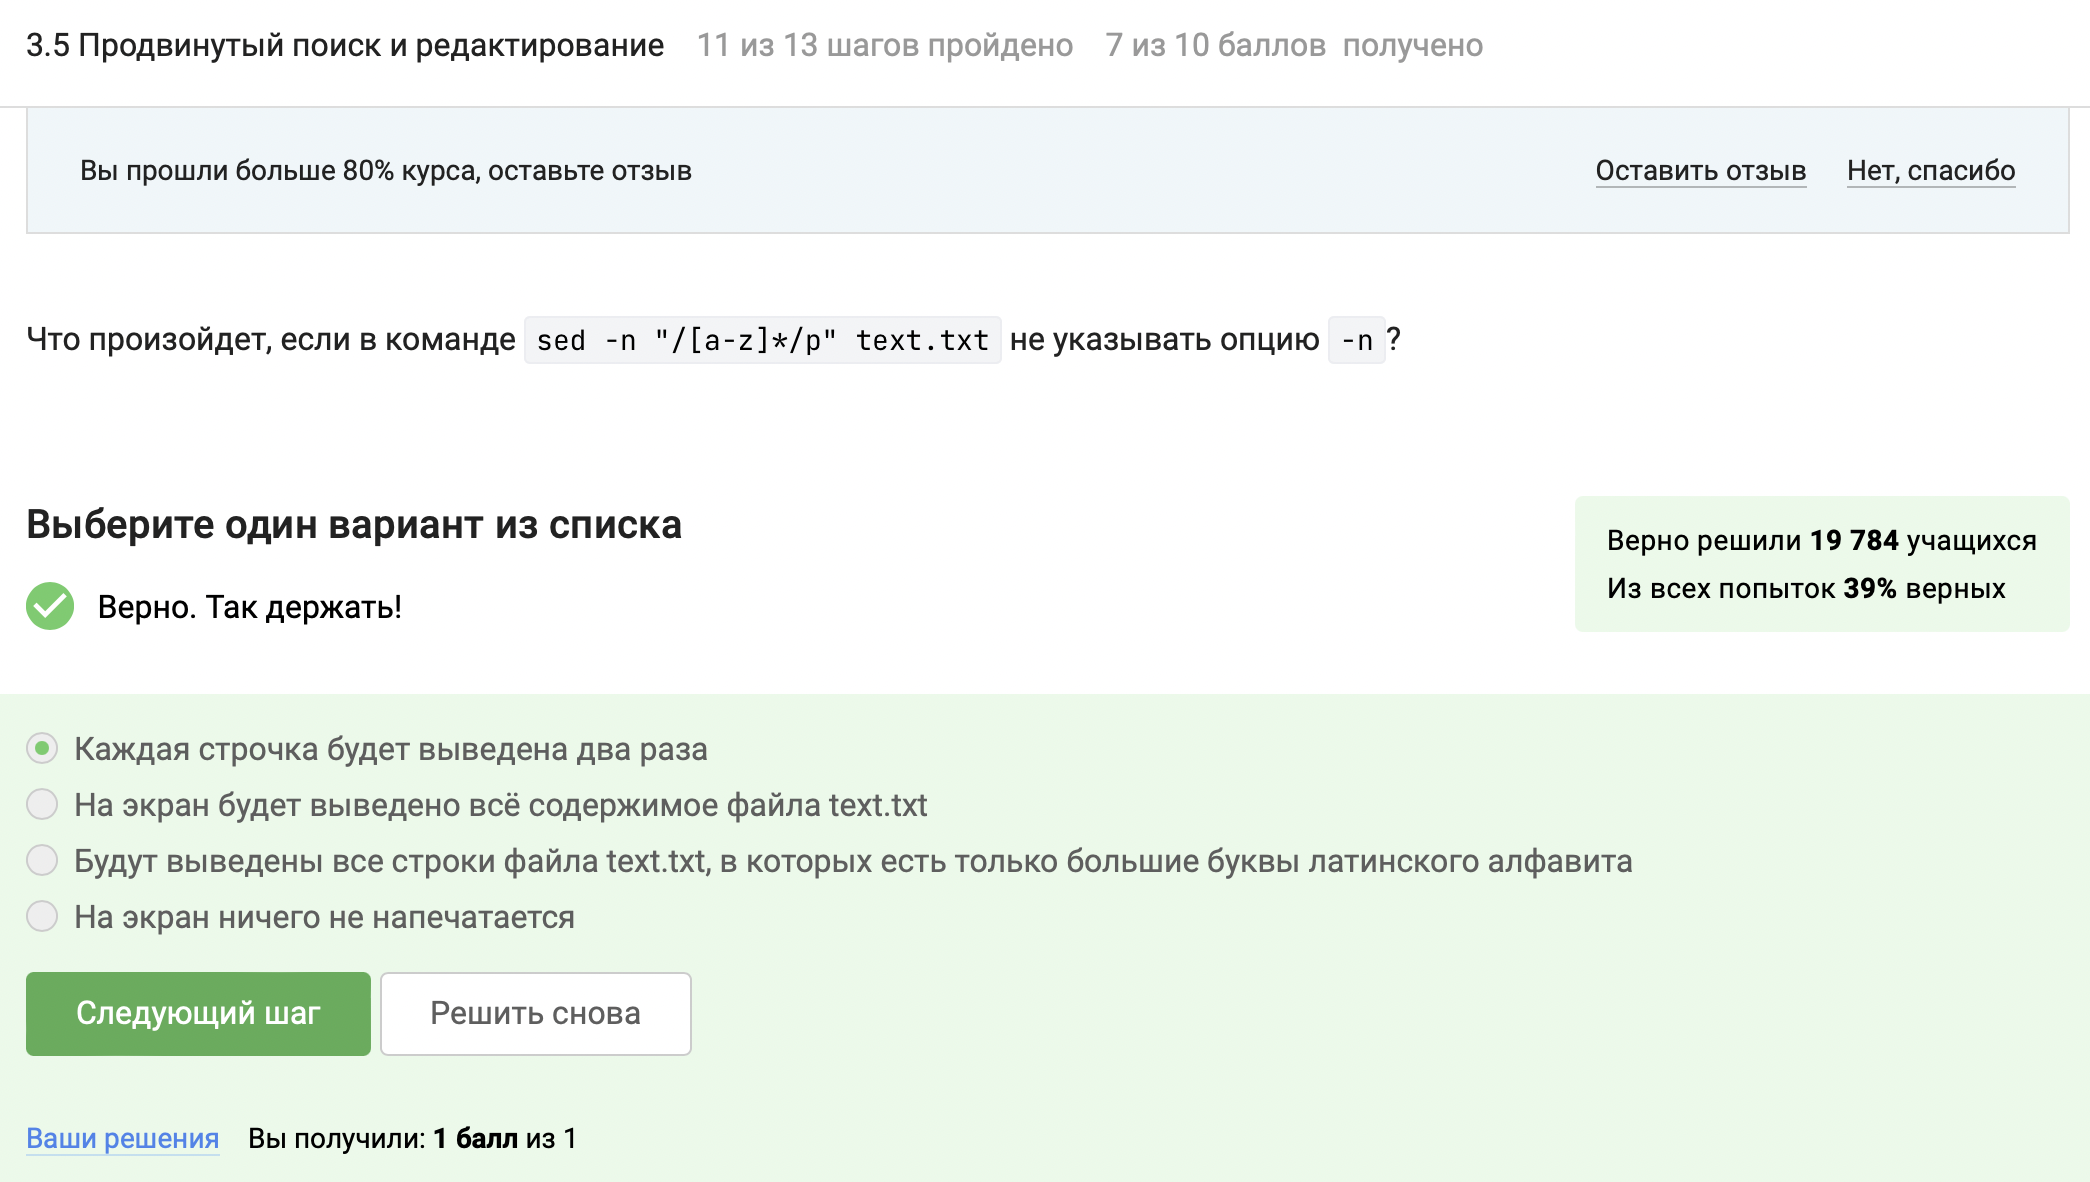 3.5 Продвинутый поиск и редактирование 11 из 13 шагов пройдено 7 из 10 баллов получено
Вы прошли больше 80% курса, оставьте отзыв Оставить отзыв Нет, спасибо
Что произойдет, если в команде sed -n "/[a-z]*/p" text.txt не указывать опцию -n?
Выберите один вариант из списка
Верно. Так держать!
Верно решили 19 784 учащихся
Из всех попыток 39% верных
Каждая строчка будет выведена два раза
На экран будет выведено всё содержимое файла text.txt
Будут выведены все строки файла text.txt, в которых есть только большие буквы латинского алфавита
На экран ничего не напечатается
Следующий шаг Решить снова
Ваши решения Вы получили: 1 балл из 1